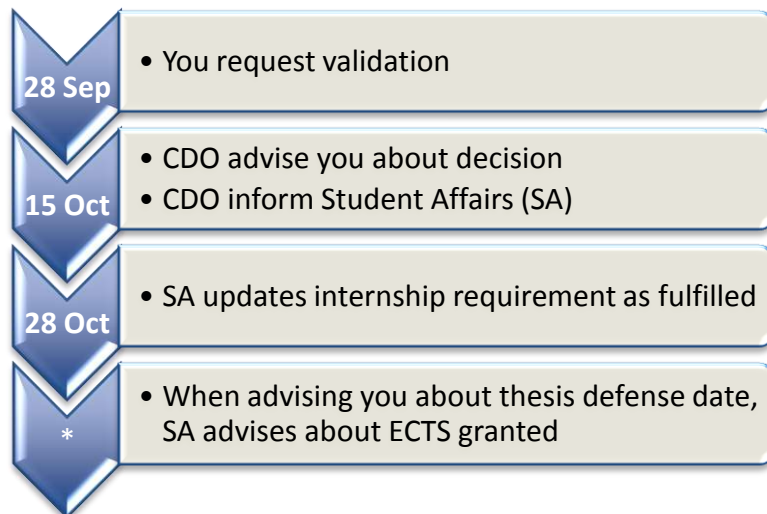 28 Sep
• You request validation
15 Oct
• CDO advise you about decision
• CDO inform Student Affairs (SA)
28 Oct
• SA updates internship requirement as fulfilled
*
• When advising you about thesis defense date,
SA advises about ECTS granted